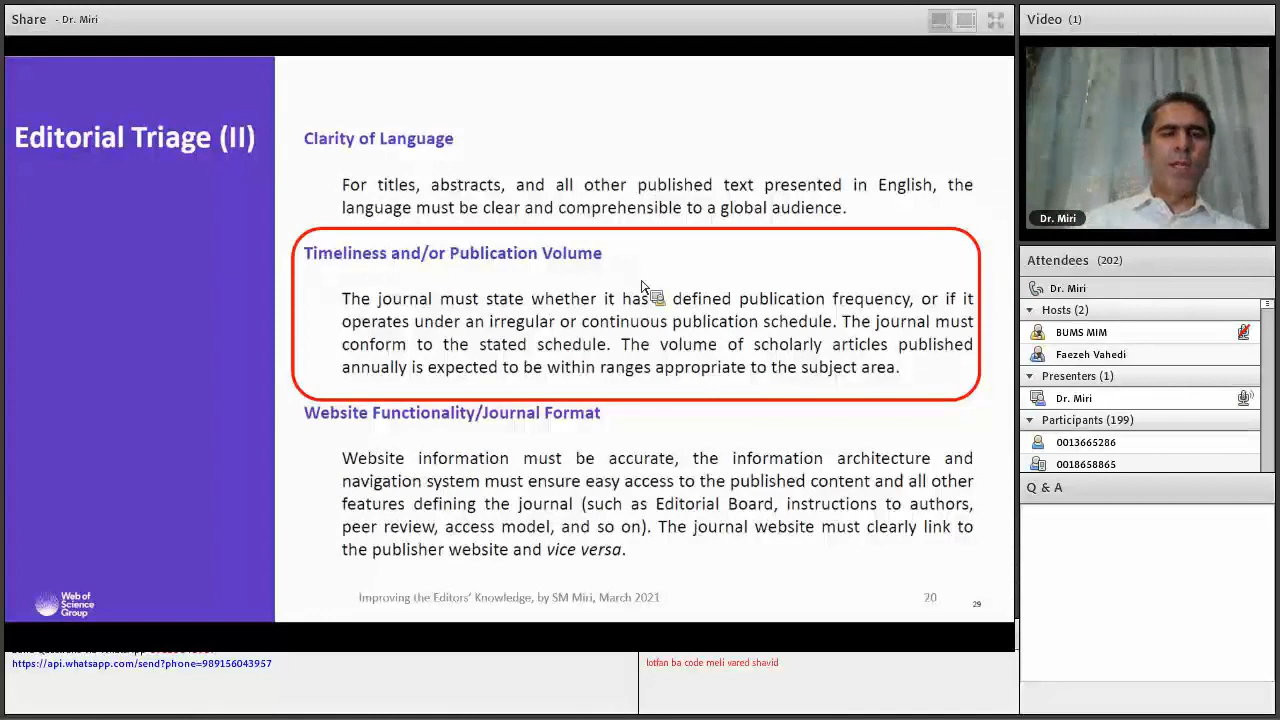 Share - Dr. Miri
Editorial Triage (II)
Clarity of Language
For titles, abstracts, and all other published text presented in English, the
language must be clear and comprehensible to a global audience.
Timeliness and/or Publication Volume
The journal must state whether it has defined publication frequency, or if it
operates under an irregular or continuous publication schedule. The journal must
conform to the stated schedule. The volume of scholarly articles published
annually is expected to be within ranges appropriate to the subject area.
Website Functionality/Journal Format
Website information must be accurate, the information architecture and
navigation system must ensure easy access to the published content and all other
features defining the journal (such as Editorial Board, instructions to authors,
peer review, access model, and so on). The journal website must clearly link to
the publisher website and vice versa.
Web of
Science
Group
Improving the Editors' Knowledge, by SM Miri, March 2021
20
29
https://api.whatsapp.com/send?phone=989156043957
lotfan ba code meli vared shavid
Video (1)
Dr. Miri
Attendees (202)
Dr. Miri
Hosts (2)
BUMS MIM
Faezeh Vahedi
Presenters (1)
Dr. Miri
Participants (199)
0013665286
0018658865
Q & A